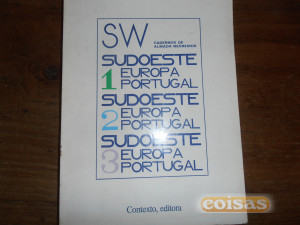 SW
CADERNOS DE
ALMADA NEGREIROS
SUDOESTE
1 EUROPA
PORTUGAL
SUDOESTE
2 EUROPA
PORTUGAL
SUDOESTE
3 EUROPA
PORTUGAL
Contexto, editora
coisas